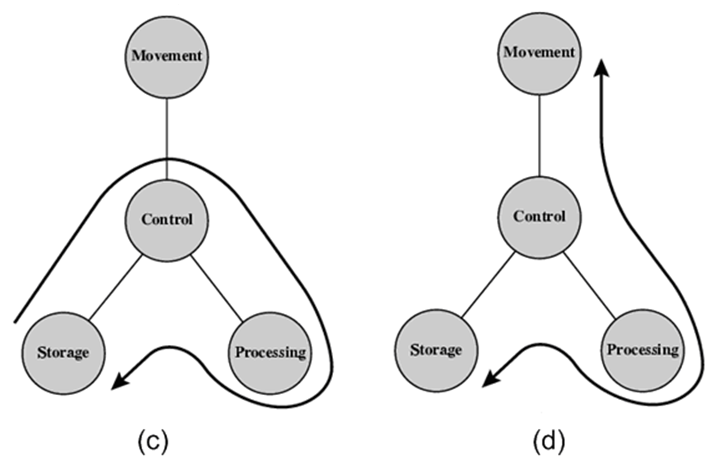 Movement
Control
Storage
Processing
(c)
Movement
Control
Storage
Processing
(d)